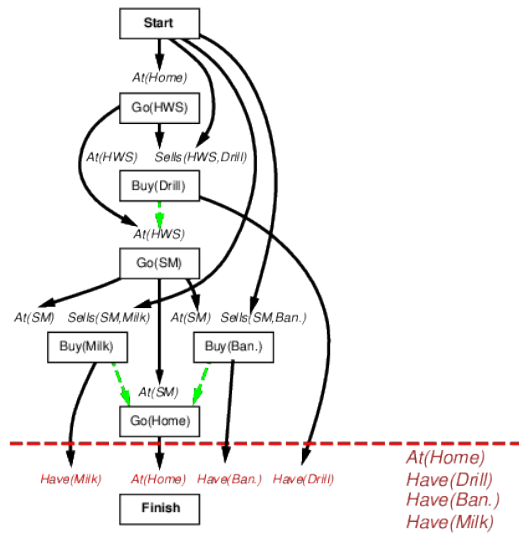 Start
At(Home)
Go(HWS)
At(HWS) Sells(HWS,Drill)
Buy(Drill)
At(HWS)
Go(SM)
At(SM) Sells(SM,Milk) At(SM) Sells(SM,Ban.)
Buy(Milk) Buy(Ban.)
At(SM)
Go(Home)
Have(Milk) At(Home) Have(Ban.) Have(Drill)
Finish
At(Home)
Have(Drill)
Have(Ban.)
Have(Milk)